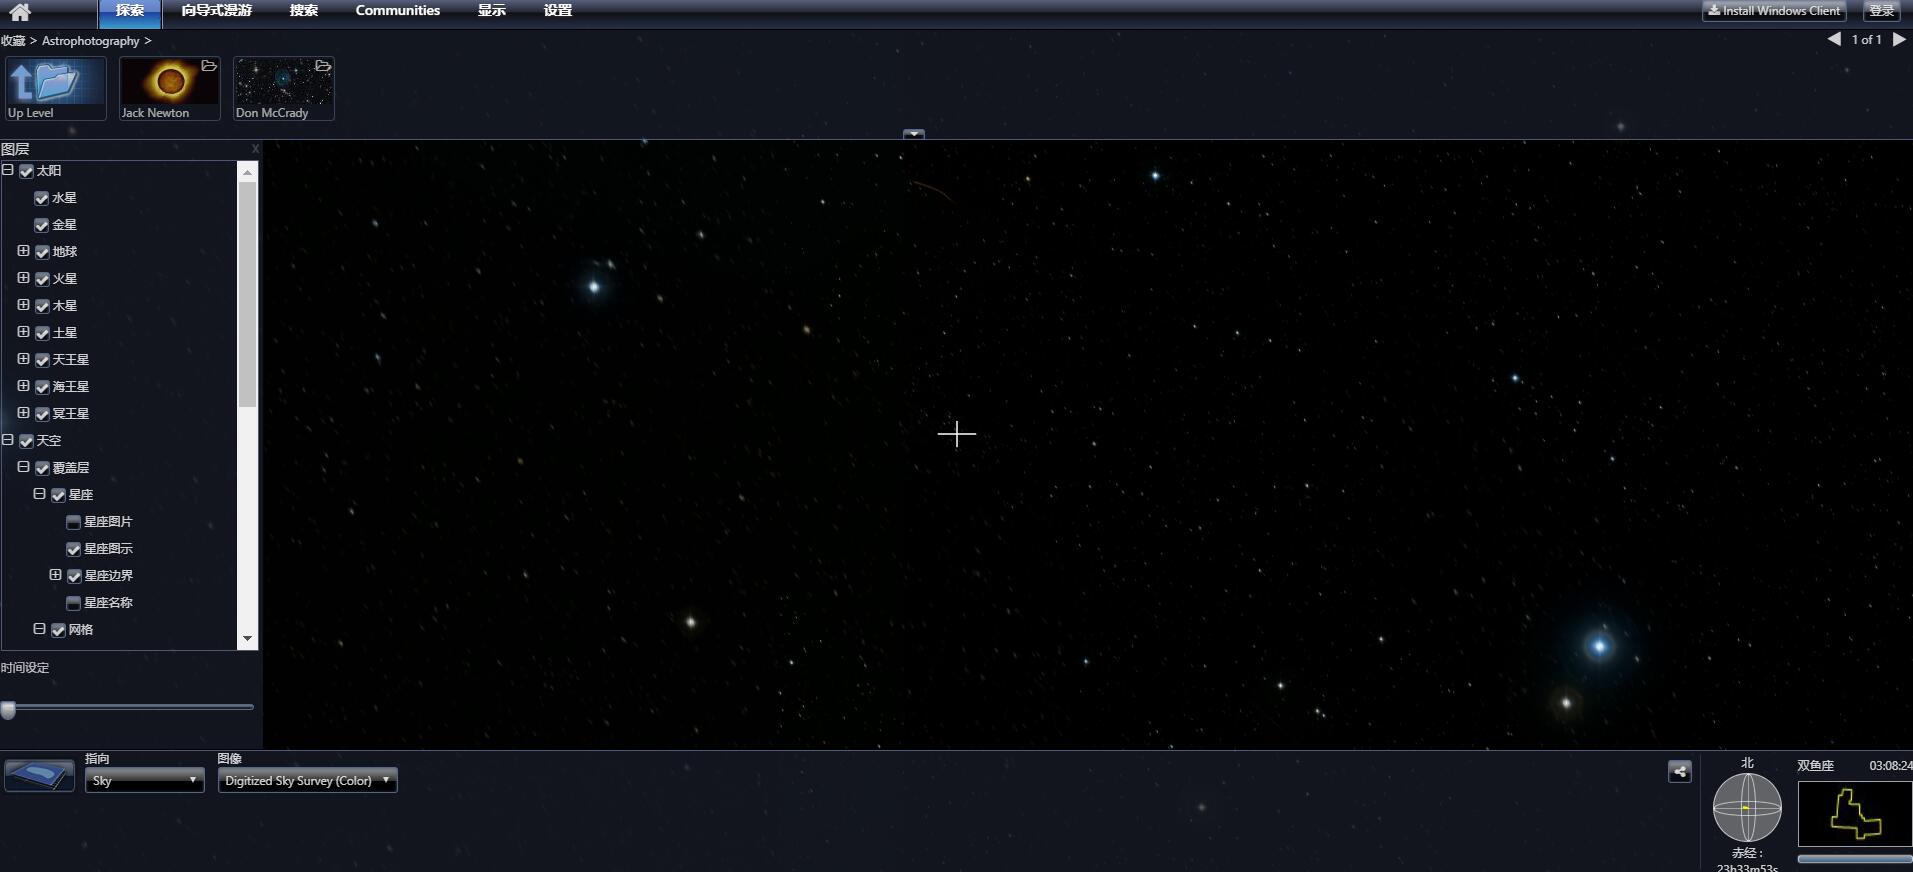 探索 向导式漫游 搜索 Communities 显示 设置 Install Windows Client 登录
收藏 > Astrophotography >
1 of 1
Up Level Jack Newton Don McCrady
图层 x
太阳
水星
金星
地球
火星
木星
土星
天王星
海王星
冥王星
天空
覆盖层
星座
星座图片
星座图示
星座边界
星座名称
网格
时间设定
指向 图像
Sky Digitized Sky Survey (Color)
北 双鱼座 03:08:24
赤经 :
23h33m53s